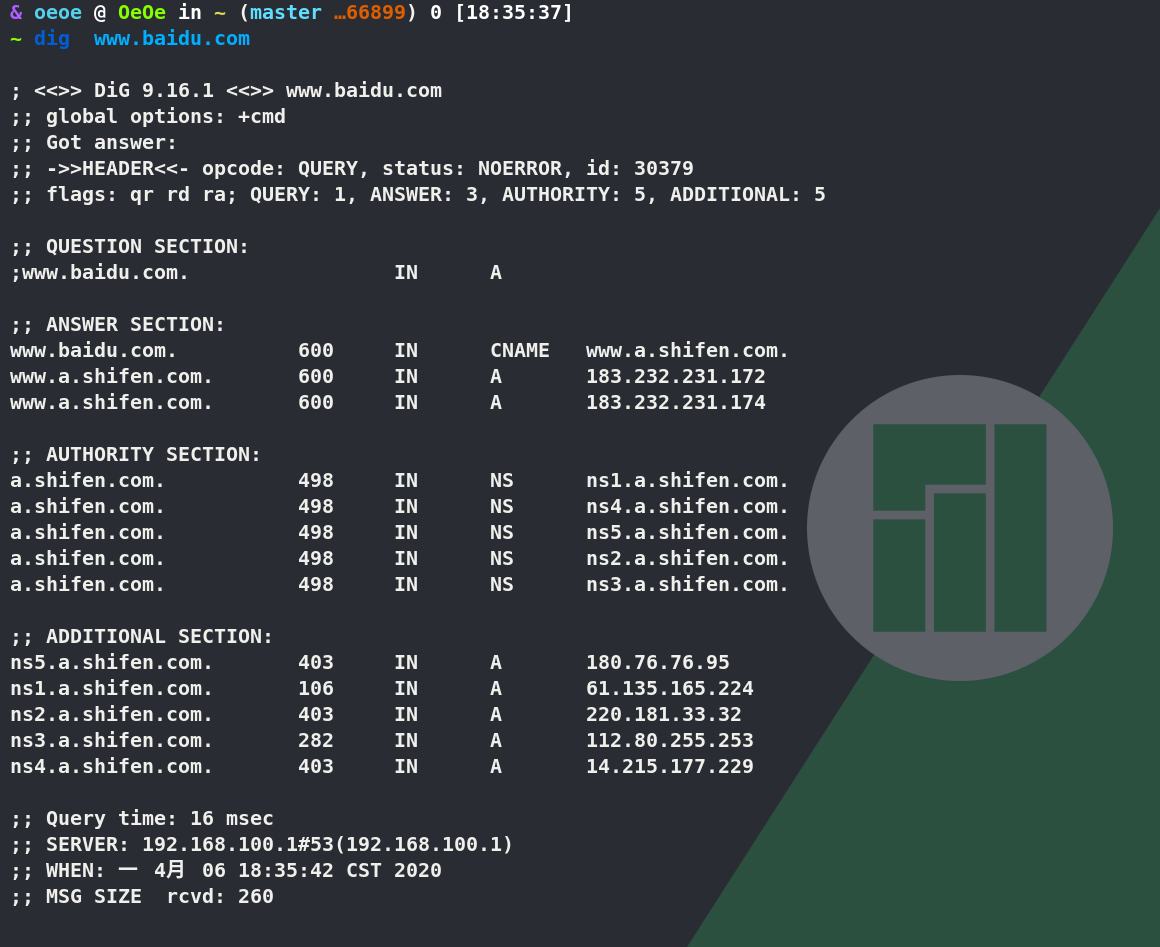 & oeoe @ OeOe in ~ (master …66899) 0 [18:35:37]
~ dig  www.baidu.com

; <<>> DiG 9.16.1 <<>> www.baidu.com
;; global options: +cmd
;; Got answer:
;; ->>HEADER<<- opcode: QUERY, status: NOERROR, id: 30379
;; flags: qr rd ra; QUERY: 1, ANSWER: 3, AUTHORITY: 5, ADDITIONAL: 5

;; QUESTION SECTION:
;www.baidu.com.                 IN      A

;; ANSWER SECTION:
www.baidu.com.          600     IN      CNAME   www.a.shifen.com.
www.a.shifen.com.       600     IN      A       183.232.231.172
www.a.shifen.com.       600     IN      A       183.232.231.174

;; AUTHORITY SECTION:
a.shifen.com.           498     IN      NS      ns1.a.shifen.com.
a.shifen.com.           498     IN      NS      ns4.a.shifen.com.
a.shifen.com.           498     IN      NS      ns5.a.shifen.com.
a.shifen.com.           498     IN      NS      ns2.a.shifen.com.
a.shifen.com.           498     IN      NS      ns3.a.shifen.com.

;; ADDITIONAL SECTION:
ns5.a.shifen.com.       403     IN      A       180.76.76.95
ns1.a.shifen.com.       106     IN      A       61.135.165.224
ns2.a.shifen.com.       403     IN      A       220.181.33.32
ns3.a.shifen.com.       282     IN      A       112.80.255.253
ns4.a.shifen.com.       403     IN      A       14.215.177.229

;; Query time: 16 msec
;; SERVER: 192.168.100.1#53(192.168.100.1)
;; WHEN: 一 4月 06 18:35:42 CST 2020
;; MSG SIZE  rcvd: 260